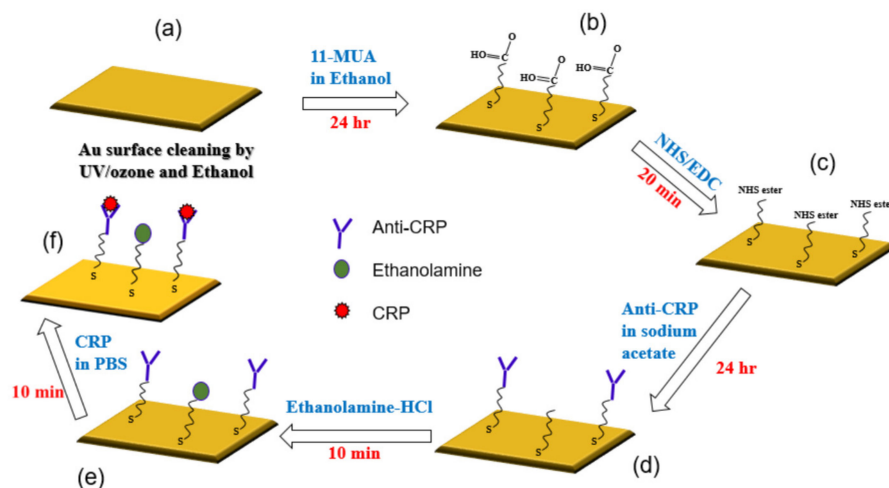 (a)
Au surface cleaning by
UV/ozone and Ethanol
11-MUA
in Ethanol
24 hr
(b)
O
HO
C
O
HO
C
O
HO
C
S
S
S
NHS/EDC
20 min
(c)
NHS ester
NHS ester
NHS ester
S
S
S
Anti-CRP
in sodium
acetate
24 hr
(d)
S
S
S
Ethanolamine-HCl
10 min
(e)
S
S
S
CRP
in PBS
10 min
(f)
S
S
S
Anti-CRP
Ethanolamine
CRP